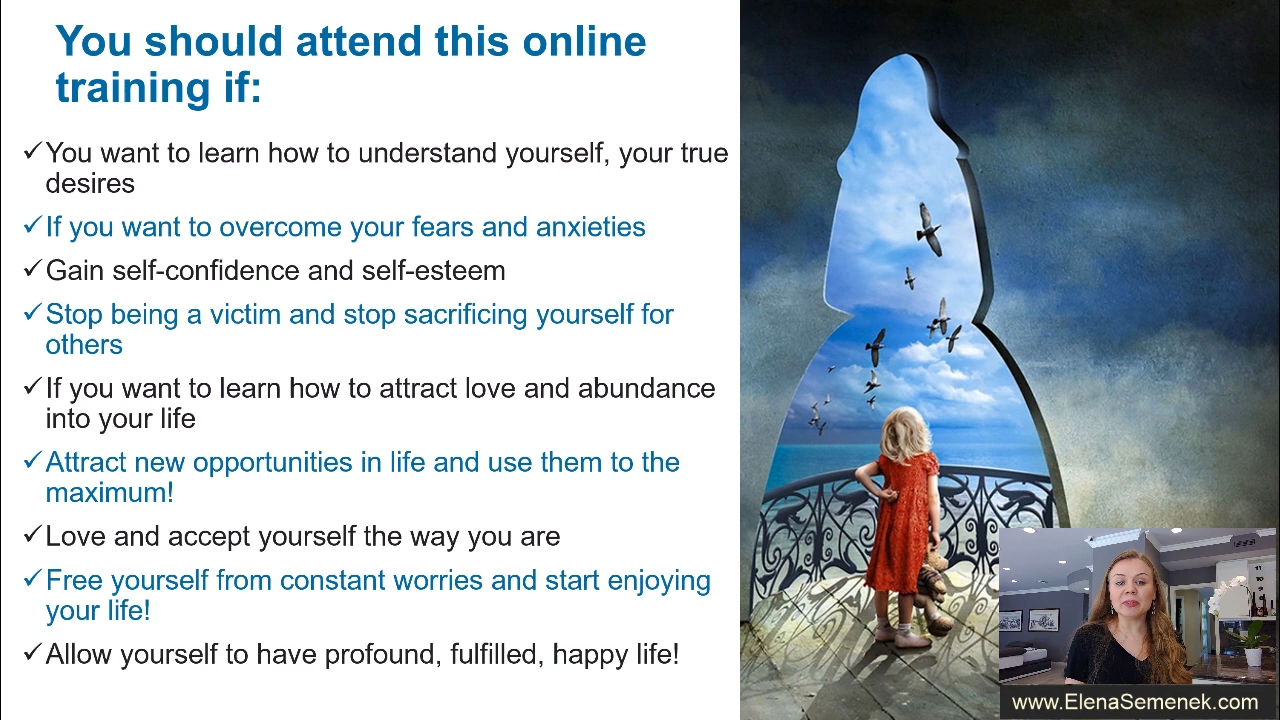 You should attend this online
training if:
✓You want to learn how to understand yourself, your true
desires
✓If you want to overcome your fears and anxieties
✓Gain self-confidence and self-esteem
✓Stop being a victim and stop sacrificing yourself for
others
✓If you want to learn how to attract love and abundance
into your life
✓Attract new opportunities in life and use them to the
maximum!
✓Love and accept yourself the way you are
✓Free yourself from constant worries and start enjoying
your life!
✓Allow yourself to have profound, fulfilled, happy life!
www.ElenaSemenek.com